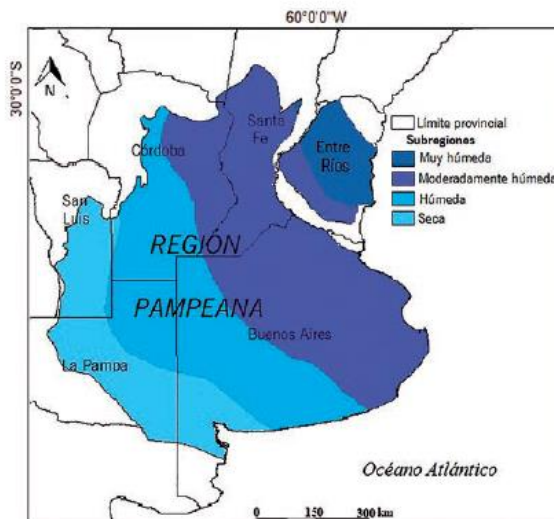 60°0'0"W
30°0'0"S
N
Córdoba
Santa
Fe
Entre
Ríos
San
Luis
REGIÓN
PAMPEANA
Buenos Aires
La Pampa
Límite provincial
Subregiones
Muy húmeda
Moderadamente húmeda
Húmeda
Seca
Océano Atlántico
0 150 300 km